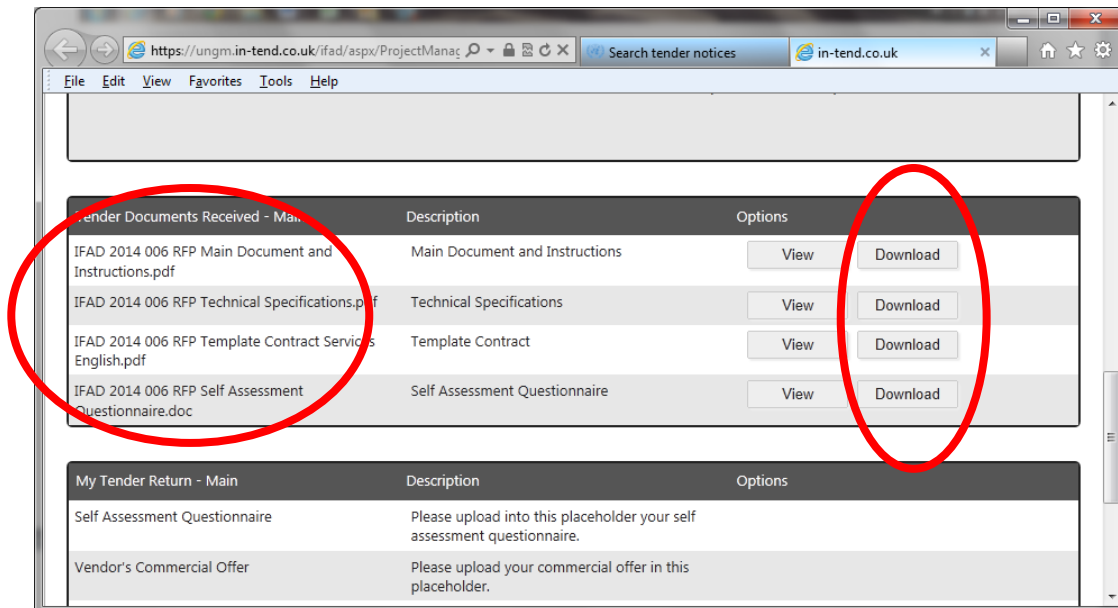 https://ungm.in-tend.co.uk/ifad/aspx/ProjectManag
Search tender notices
in-tend.co.uk
File Edit View Favorites Tools Help
Tender Documents Received - Main Description Options
IFAD 2014 006 RFP Main Document and Main Document and Instructions View Download
Instructions.pdf
IFAD 2014 006 RFP Technical Specifications.pdf Technical Specifications View Download
IFAD 2014 006 RFP Template Contract Services Template Contract View Download
English.pdf
IFAD 2014 006 RFP Self Assessment Self Assessment Questionnaire View Download
Questionnaire.doc
My Tender Return - Main Description Options
Self Assessment Questionnaire Please upload into this placeholder your self
assessment questionnaire.
Vendor's Commercial Offer Please upload your commercial offer in this
placeholder.